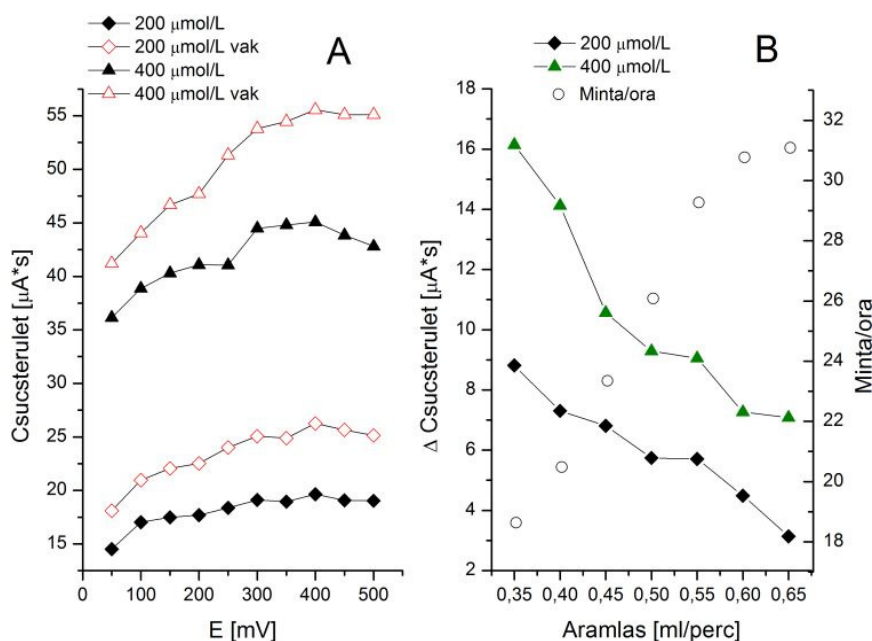 200 μmol/L
200 μmol/L vak
400 μmol/L
400 μmol/L vak
A
55
50
45
40
35
30
25
20
15
Csucsterulet [μA*s]
0 100 200 300 400 500
E [mV]
200 μmol/L
400 μmol/L
Minta/ora
B
18
16
14
12
10
8
6
4
2
Δ Csucsterulet [μA*s]
32
30
28
26
24
22
20
18
Minta/ora
0,35 0,40 0,45 0,50 0,55 0,60 0,65
Aramlas [ml/perc]